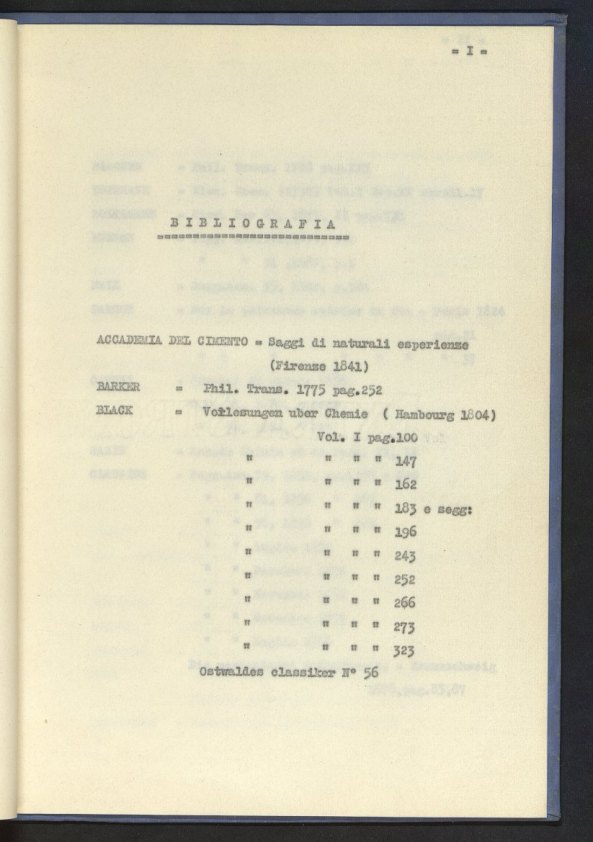 = I =
B I B L I O G R A F I A
=========================
ACCADEMIA DEL CIMENTO = Saggi di naturali esperienze
(Firenze 1841)
BARKER = Phil. Trans. 1775 pag.252
BLACK = Vorlesungen uber Chemie ( Hambourg 1804)
Vol. I pag.100
" " " " 147
" " " " 162
" " " " 183 e segg:
" " " " 196
" " " " 243
" " " " 252
" " " " 266
" " " " 273
" " " " 323
Ostwaldes classiker N° 56